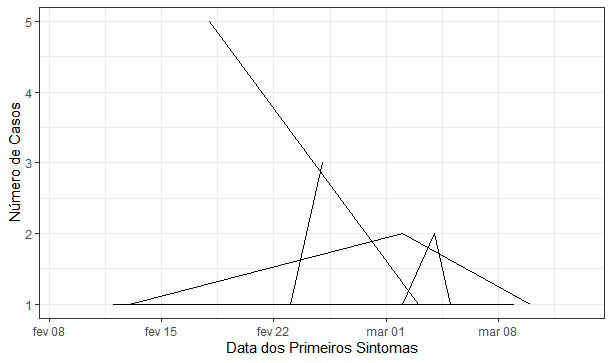 Número de Casos
5
4
3
2
1
fev 08 fev 15 fev 22 mar 01 mar 08
Data dos Primeiros Sintomas